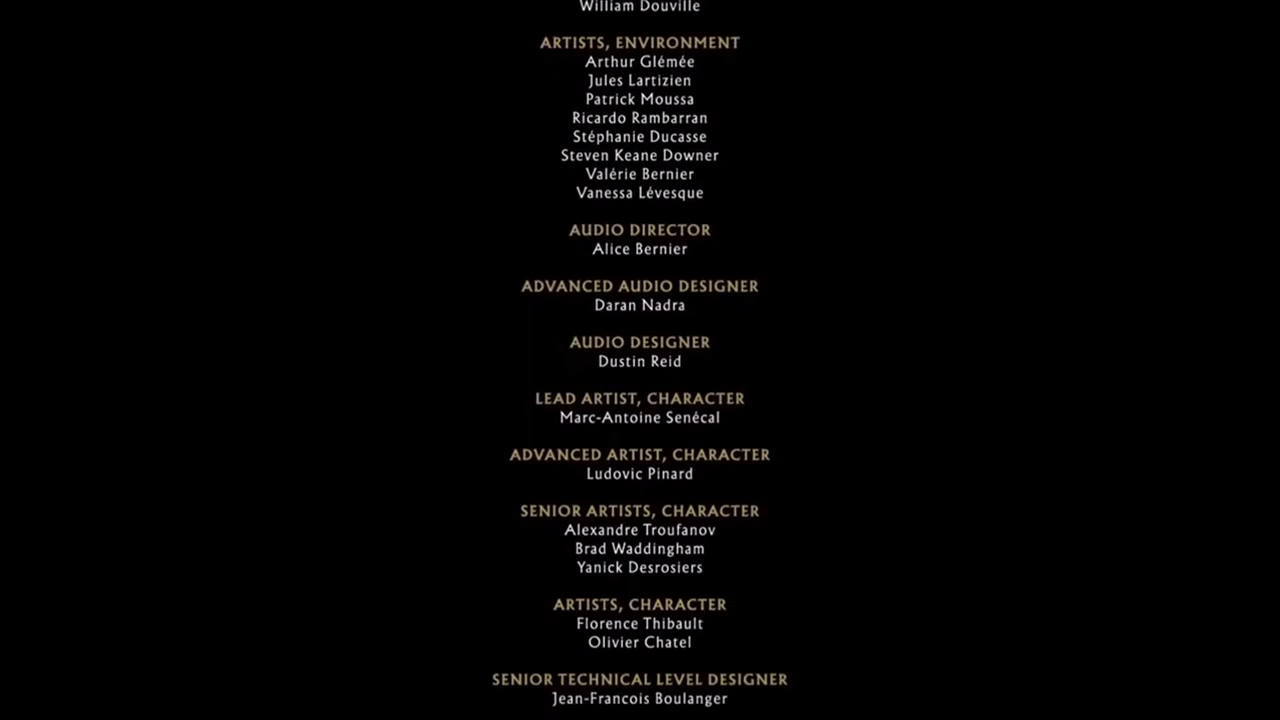 William Douville
ARTISTS, ENVIRONMENT
Arthur Glémée
Jules Lartizien
Patrick Moussa
Ricardo Rambarran
Stéphanie Ducasse
Steven Keane Downer
Valérie Bernier
Vanessa Lévesque
AUDIO DIRECTOR
Alice Bernier
ADVANCED AUDIO DESIGNER
Daran Nadra
AUDIO DESIGNER
Dustin Reid
LEAD ARTIST, CHARACTER
Marc-Antoine Senécal
ADVANCED ARTIST, CHARACTER
Ludovic Pinard
SENIOR ARTISTS, CHARACTER
Alexandre Troufanov
Brad Waddingham
Yanick Desrosiers
ARTISTS, CHARACTER
Florence Thibault
Olivier Chatel
SENIOR TECHNICAL LEVEL DESIGNER
Jean-Francois Boulanger